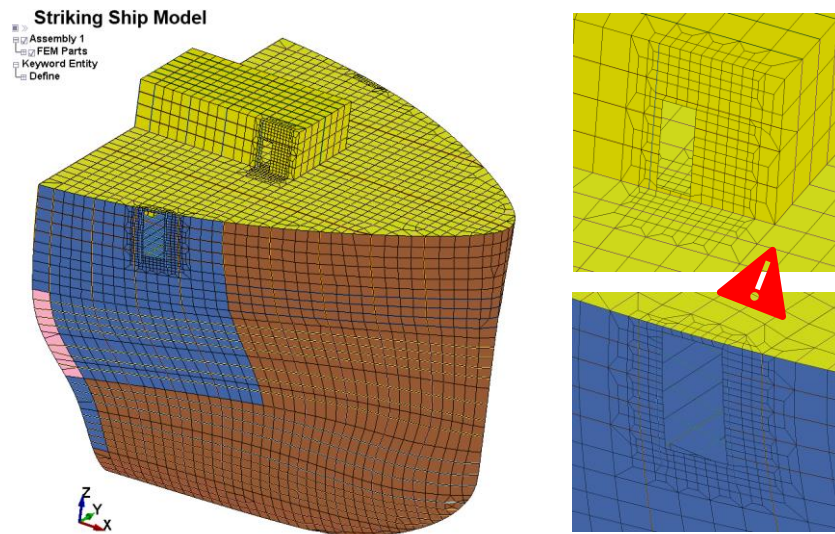 Striking Ship Model
Assembly 1
FEM Parts
Keyword Entity
Define
Z
Y
X
!